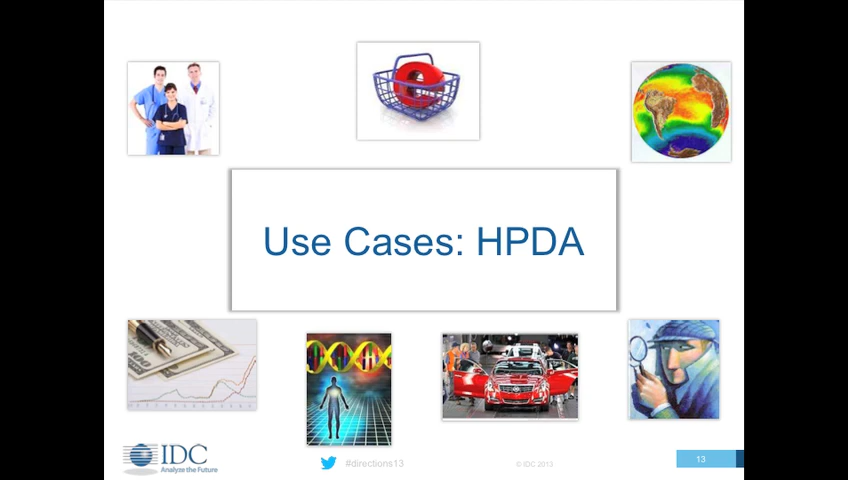 Use Cases: HPDA
IDC
Analyze the Future
#directions13
© IDC 2013
13